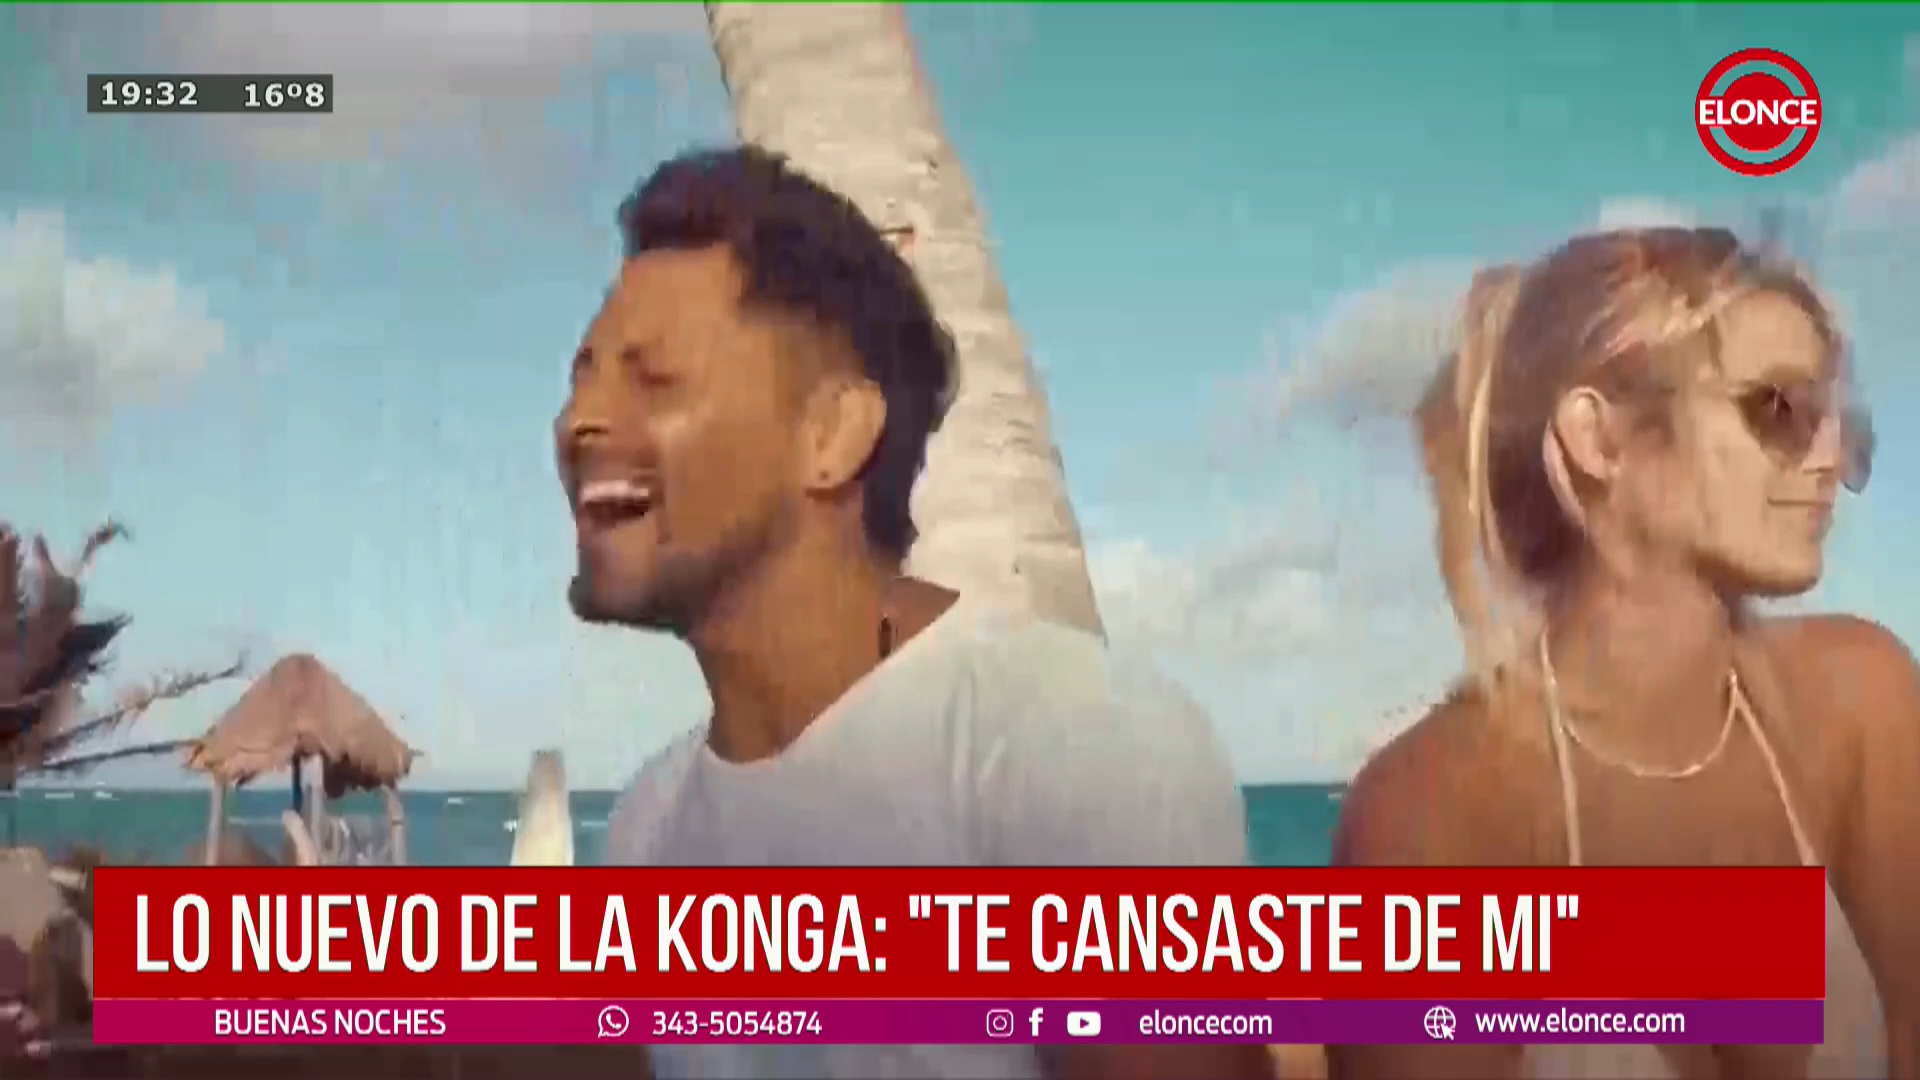 19:32 16º8
ELONCE
LO NUEVO DE LA KONGA: "TE CANSASTE DE MI"
BUENAS NOCHES 343-5054874 eloncecom www.elonce.com